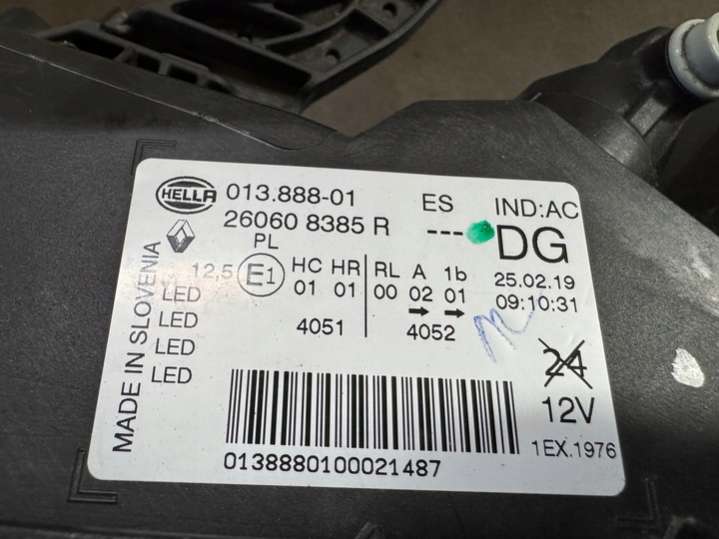 HELLA
013.888-01
26060 8385 R
ES
---
IND:AC
DG
25.02.19
09:10:31
PL
12,5 E1
HC HR RL A 1b
01 01 00 02 01
→ →
4051 4052
LED
LED
LED
LED
MADE IN SLOVENIA
24
12V
1EX.1976
0138880100021487